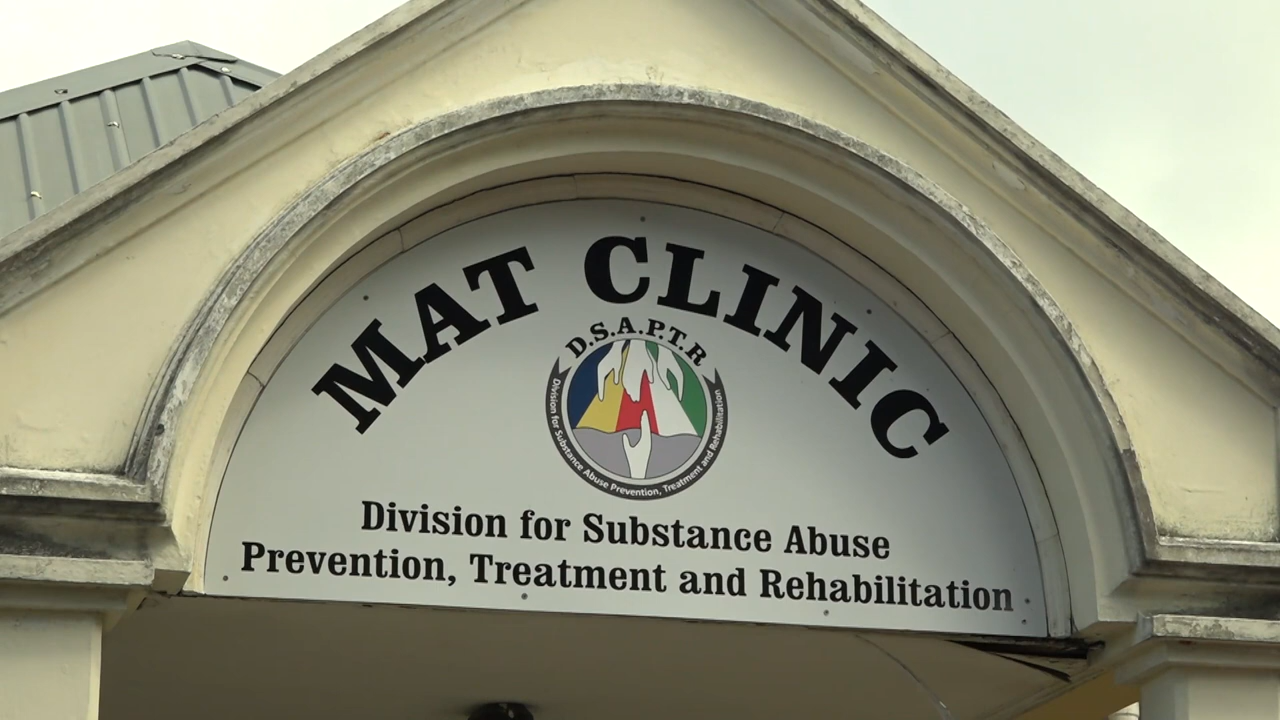 MAT CLINIC
D.S.A.P.T.R
Division for Substance Abuse Prevention, Treatment and Rehabilitation
Division for Substance Abuse
Prevention, Treatment and Rehabilitation